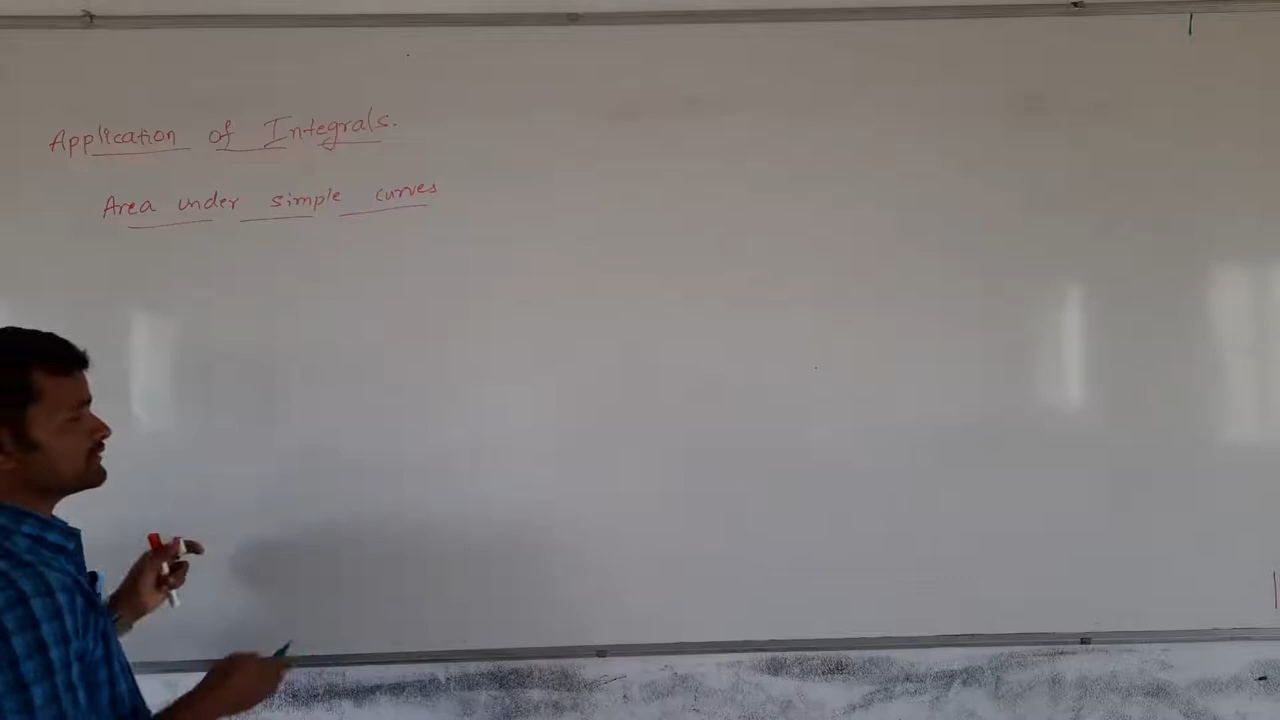 Application of Integrals.
Area under simple curves